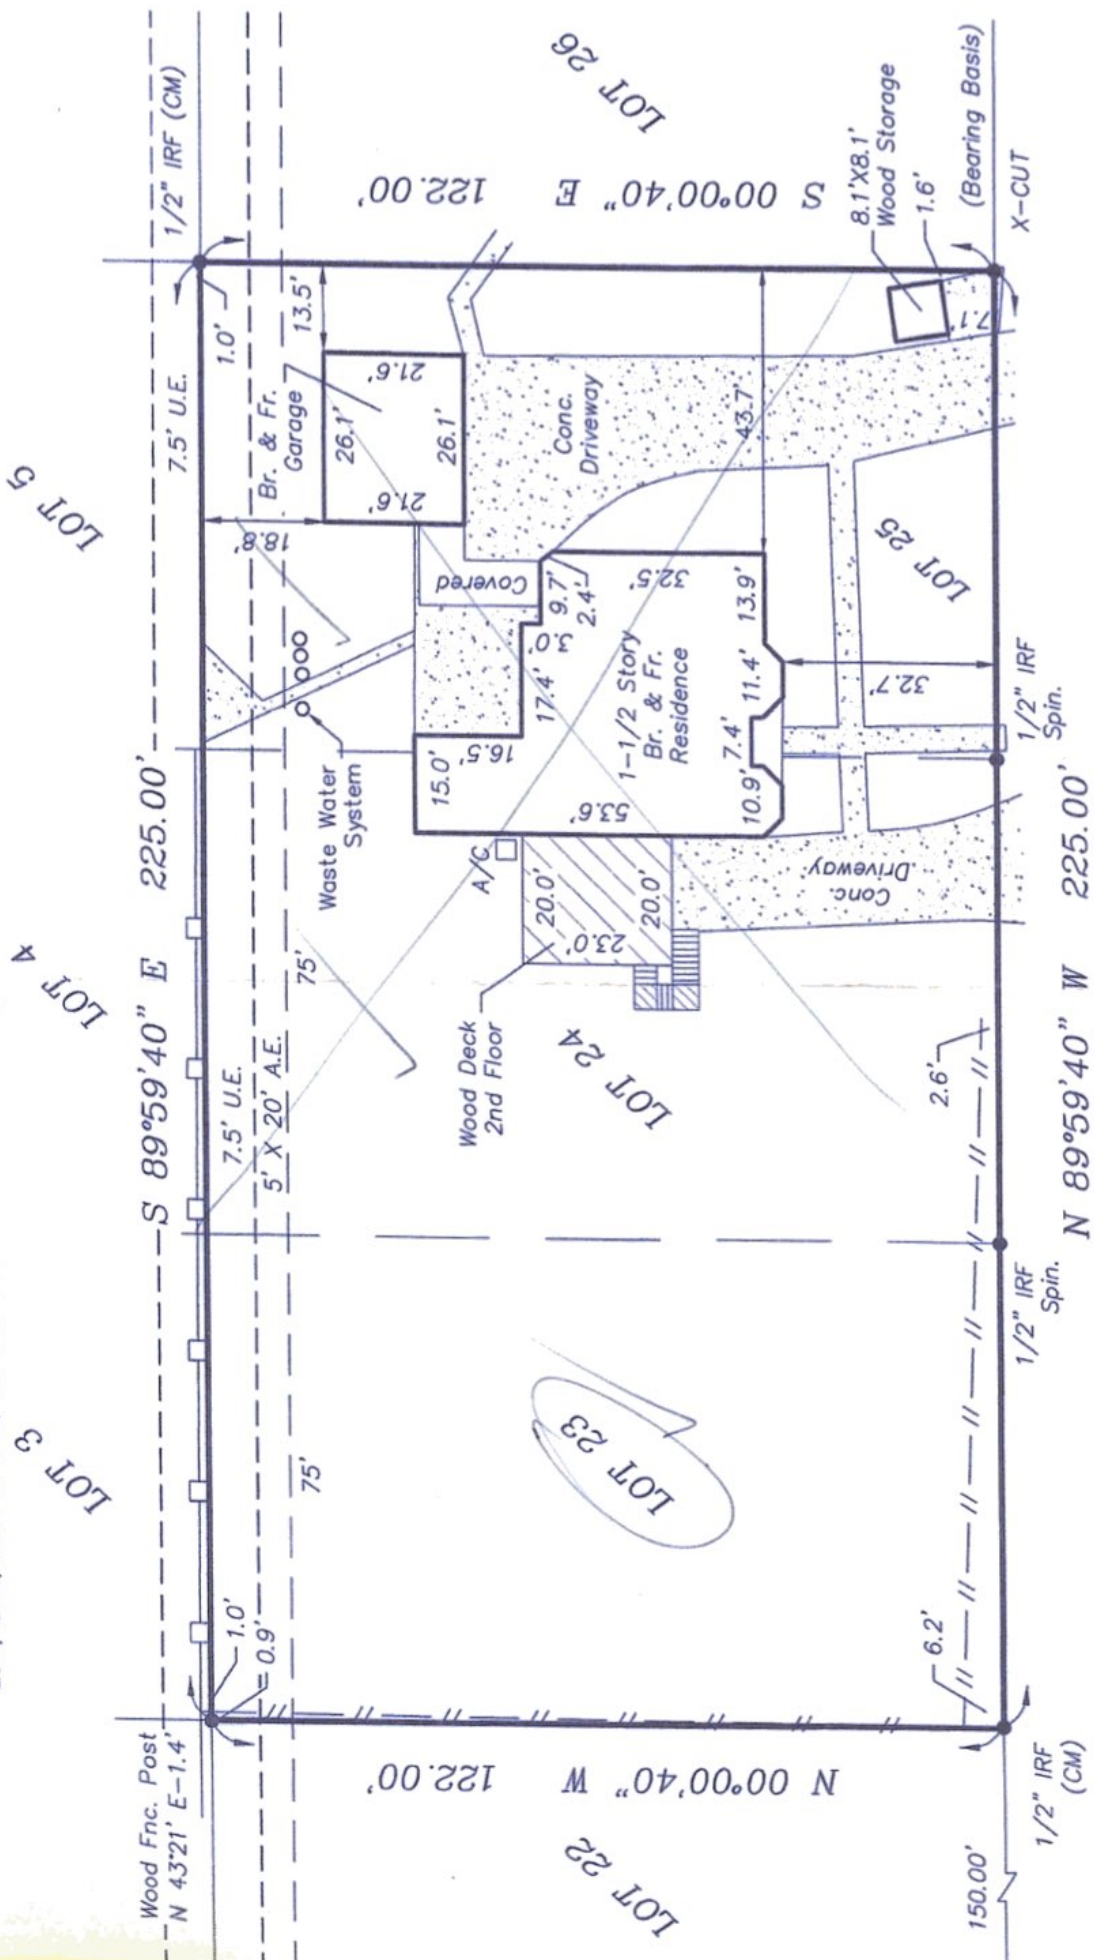 LOT 3
LOT 4
LOT 5
Wood Fnc. Post
N 43°21' E-1.4'
S 89°59'40" E 225.00'
1/2" IRF (CM)
1.0'
0.9'
7.5' U.E.
5' X 20' A.E.
75'
75'
7.5' U.E.
1.0'
18.8'
13.5'
Br. & Fr.
Garage
26.1'
21.6'
21.6'
26.1'
Waste Water
System
Covered
Conc.
Driveway
15.0'
16.5'
17.4'
3.0'
9.7'
2.4'
32.5'
53.6'
1-1/2 Story
Br. & Fr.
Residence
10.9'
7.4'
11.4'
13.9'
43.7'
32.7'
A/C
20.0'
23.0'
20.0'
Wood Deck
2nd Floor
Conc.
Driveway
LOT 22
LOT 23
LOT 24
LOT 25
LOT 26
N 00°00'40" W 122.00'
S 00°00'40" E 122.00'
8.1'X8.1'
Wood Storage
1.6'
7.1'
6.2'
2.6'
150.00'
1/2" IRF
(CM)
1/2" IRF
Spin.
1/2" IRF
Spin.
N 89°59'40" W 225.00'
X-CUT
(Bearing Basis)